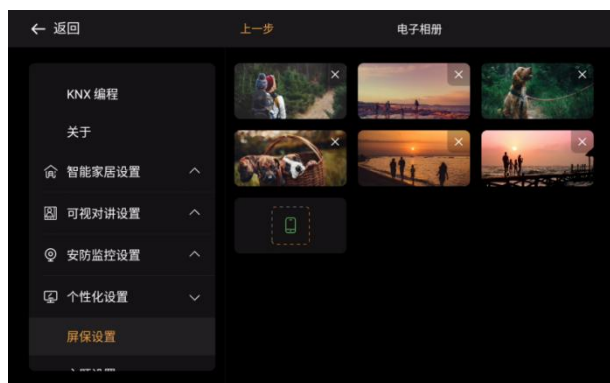 返回
上一步
电子相册
KNX 编程
关于
智能家居设置
可视对讲设置
安防监控设置
个性化设置
屏保设置